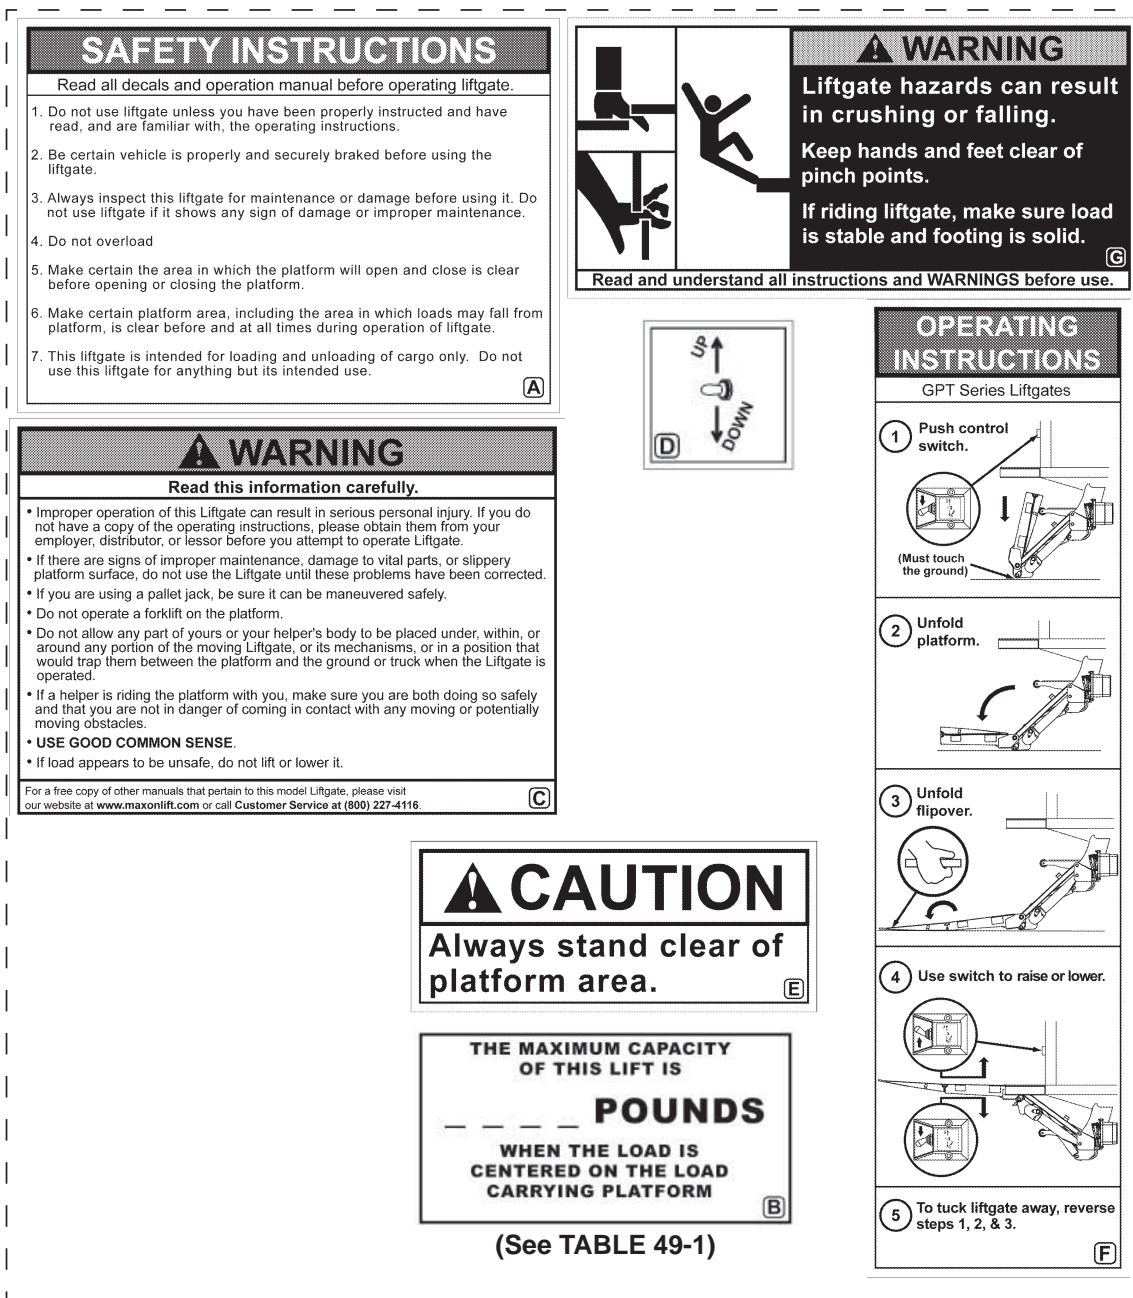 SAFETY INSTRUCTIONS
Read all decals and operation manual before operating liftgate.
1. Do not use liftgate unless you have been properly instructed and have
read, and are familiar with, the operating instructions.
2. Be certain vehicle is properly and securely braked before using the
liftgate.
3. Always inspect this liftgate for maintenance or damage before using it. Do
not use liftgate if it shows any sign of damage or improper maintenance.
4. Do not overload
5. Make certain the area in which the platform will open and close is clear
before opening or closing the platform.
6. Make certain platform area, including the area in which loads may fall from
platform, is clear before and at all times during operation of liftgate.
7. This liftgate is intended for loading and unloading of cargo only. Do not
use this liftgate for anything but its intended use.
A
WARNING
Liftgate hazards can result
in crushing or falling.
Keep hands and feet clear of
pinch points.
If riding liftgate, make sure load
is stable and footing is solid.
G
Read and understand all instructions and WARNINGS before use.
UP
DOWN
D
WARNING
Read this information carefully.
• Improper operation of this Liftgate can result in serious personal injury. If you do
not have a copy of the operating instructions, please obtain them from your
employer, distributor, or lessor before you attempt to operate Liftgate.
• If there are signs of improper maintenance, damage to vital parts, or slippery
platform surface, do not use the Liftgate until these problems have been corrected.
• If you are using a pallet jack, be sure it can be maneuvered safely.
• Do not operate a forklift on the platform.
• Do not allow any part of yours or your helper's body to be placed under, within, or
around any portion of the moving Liftgate, or its mechanisms, or in a position that
would trap them between the platform and the ground or truck when the Liftgate is
operated.
• If a helper is riding the platform with you, make sure you are both doing so safely
and that you are not in danger of coming in contact with any moving or potentially
moving obstacles.
• USE GOOD COMMON SENSE.
• If load appears to be unsafe, do not lift or lower it.
For a free copy of other manuals that pertain to this model Liftgate, please visit
our website at www.maxonlift.com or call Customer Service at (800) 227-4116.
C
CAUTION
Always stand clear of
platform area.
E
THE MAXIMUM CAPACITY
OF THIS LIFT IS
_ _ _ _ POUNDS
WHEN THE LOAD IS
CENTERED ON THE LOAD
CARRYING PLATFORM
B
(See TABLE 49-1)
OPERATING
INSTRUCTIONS
GPT Series Liftgates
1 Push control
switch.
(Must touch
the ground)
2 Unfold
platform.
3 Unfold
flipover.
4 Use switch to raise or lower.
5 To tuck liftgate away, reverse
steps 1, 2, & 3.
F